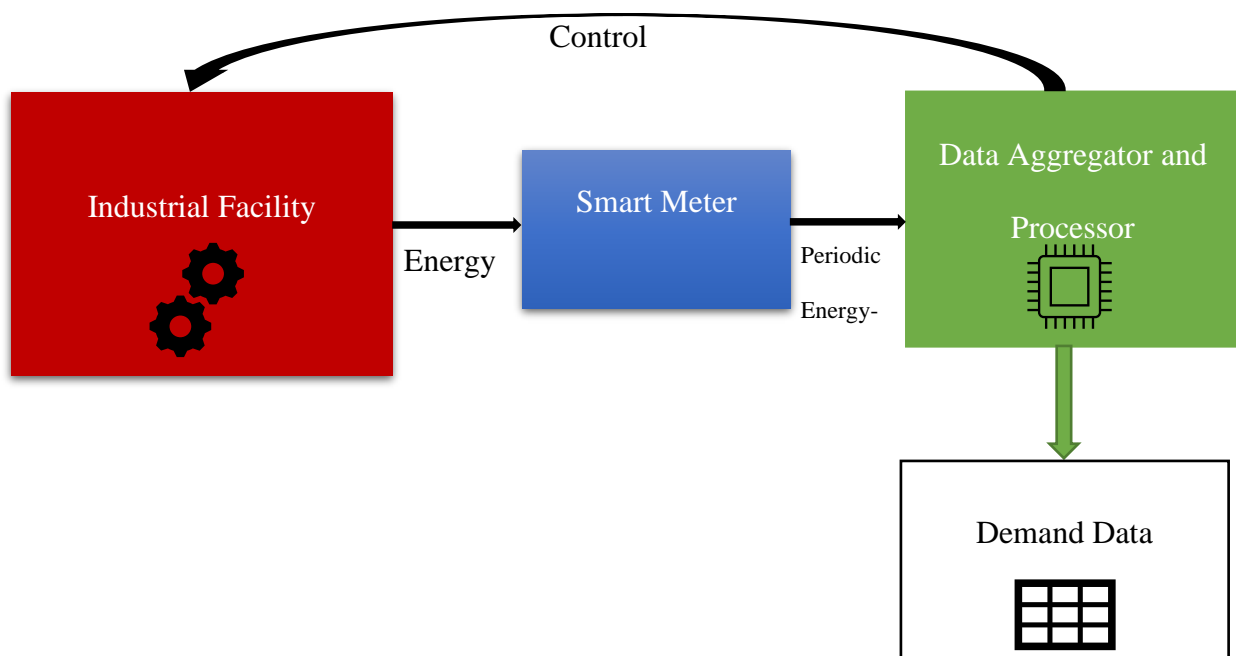 Control
Data Aggregator and
Processor
Industrial Facility
Smart Meter
Energy
Periodic
Energy-
Demand Data